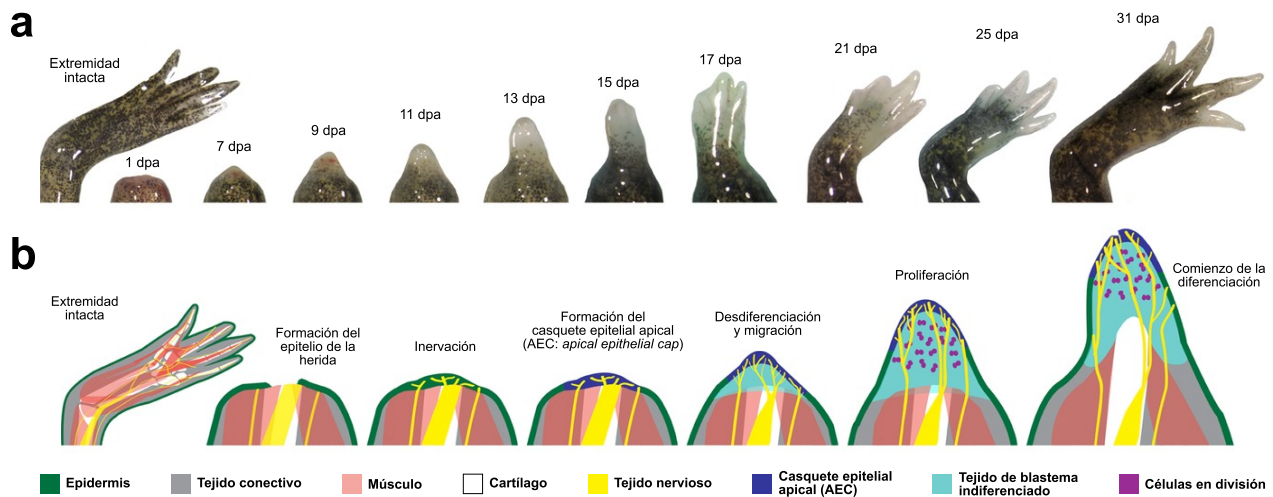 a
Extremidad
intacta
1 dpa
7 dpa
9 dpa
11 dpa
13 dpa
15 dpa
17 dpa
21 dpa
25 dpa
31 dpa
b
Extremidad
intacta
Formación del
epitelio de la
herida
Inervación
Formación del
casquete epitelial apical
(AEC: apical epithelial cap)
Desdiferenciación
y migración
Proliferación
Comienzo de la
diferenciación
Epidermis
Tejido conectivo
Músculo
Cartílago
Tejido nervioso
Casquete epitelial
apical (AEC)
Tejido de blastema
indiferenciado
Células en división